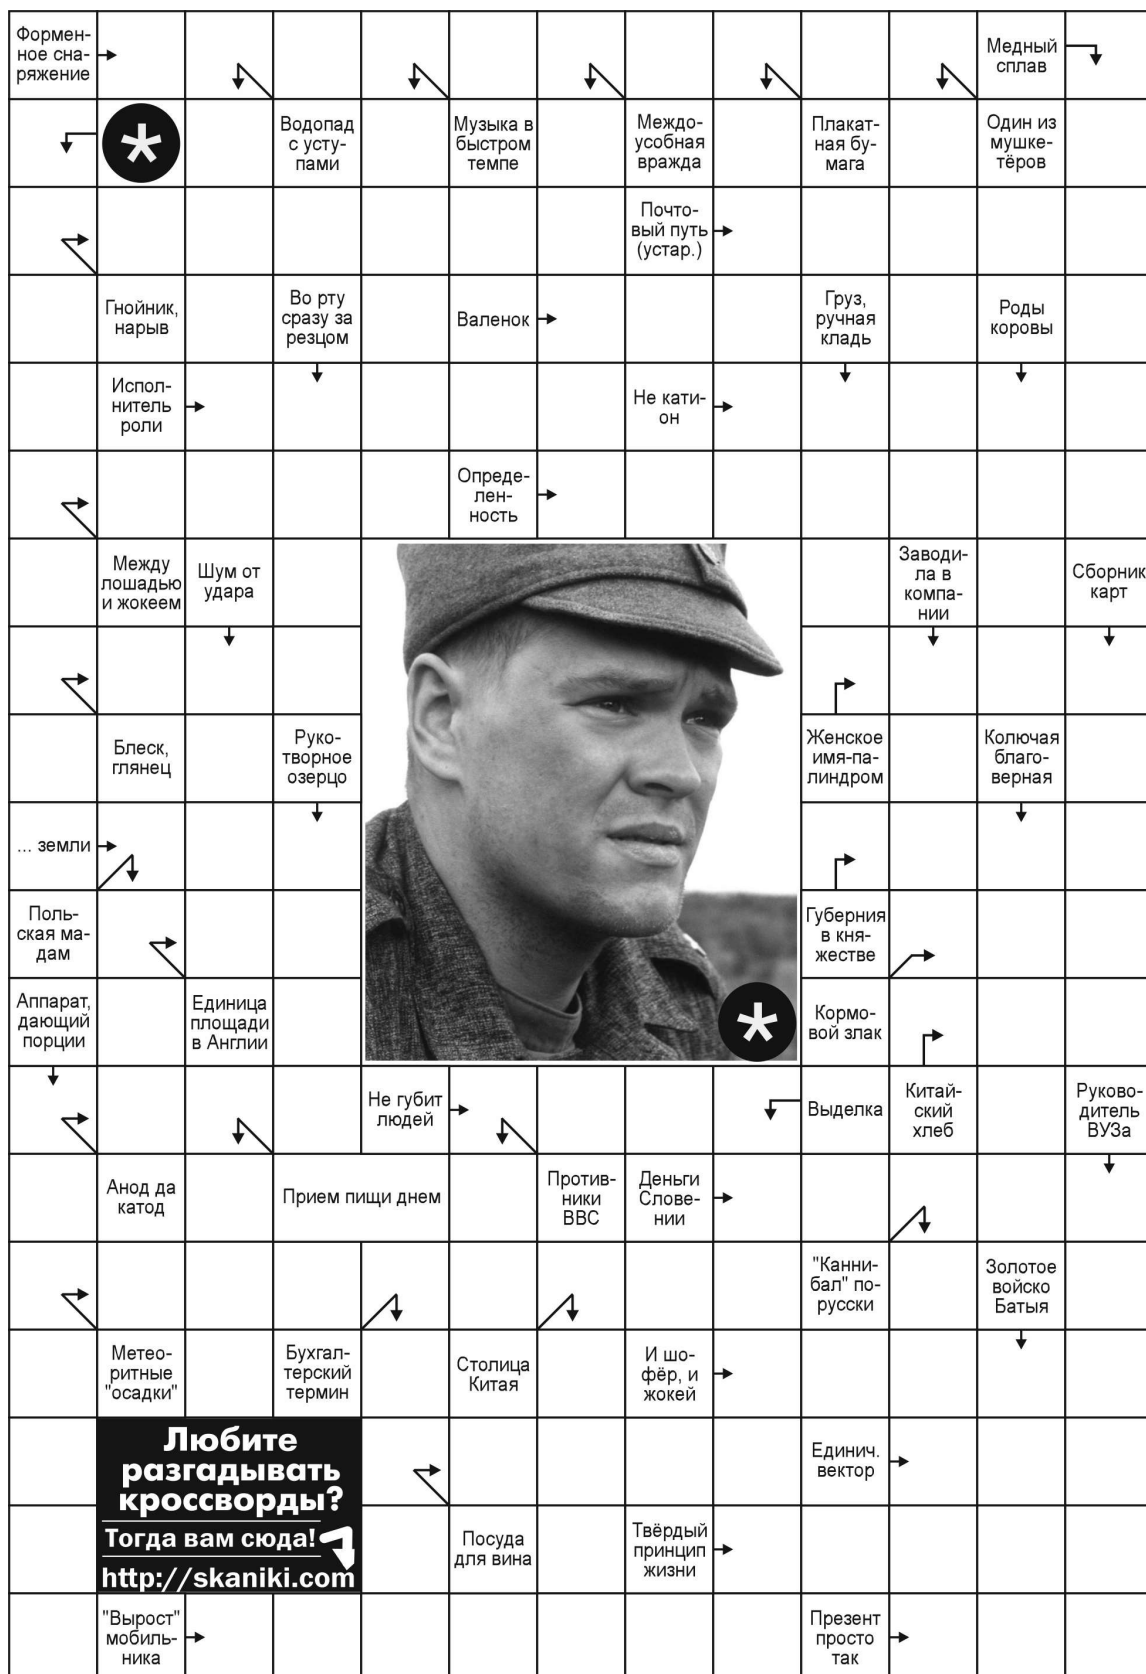 Формен-
ное сна-
ряжение
Медный
сплав
*
Водопад
с усту-
пами
Музыка в
быстром
темпе
Междо-
усобная
вражда
Плакат-
ная бу-
мага
Один из
мушке-
тёров
Почто-
вый путь
(устар.)
Гнойник,
нарыв
Во рту
сразу за
резцом
Валенок
Груз,
ручная
кладь
Роды
коровы
Испол-
нитель
роли
Не кати-
он
Опреде-
лен-
ность
Между
лошадью
и жокеем
Шум от
удара
Заводи-
ла в
компа-
нии
Сборник
карт
Блеск,
глянец
Руко-
творное
озерцо
Женское
имя-па-
линдром
Колючая
благо-
верная
... земли
Поль-
ская ма-
дам
Губерния
в кня-
жестве
Аппарат,
дающий
порции
Единица
площади
в Англии
*
Кормо-
вой злак
Не губит
людей
Выделка
Китай-
ский
хлеб
Руково-
дитель
ВУЗа
Анод да
катод
Прием пищи днем
Против-
ники
ВВС
Деньги
Слове-
нии
"Канни-
бал" по-
русски
Золотое
войско
Батыя
Метео-
ритные
"осадки"
Бухгал-
терский
термин
Столица
Китая
И шо-
фёр, и
жокей
Любите
разгадывать
кроссворды?
Тогда вам сюда!
http://skaniki.com
Единич.
вектор
Посуда
для вина
Твёрдый
принцип
жизни
"Вырост"
мобиль-
ника
Презент
просто
так